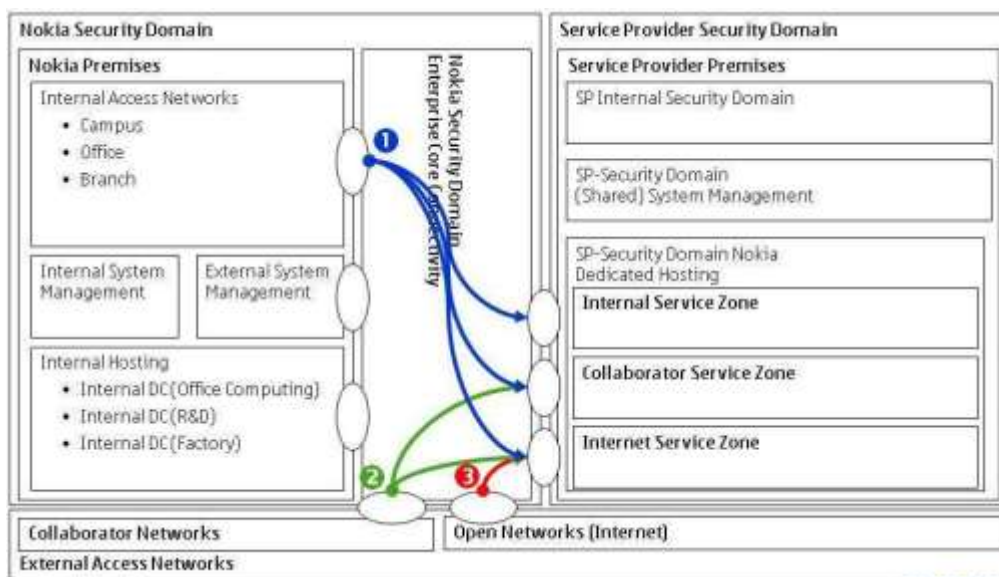 Nokia Security Domain
Nokia Premises
Internal Access Networks
• Campus
• Office
• Branch
Internal System
Management
External System
Management
Internal Hosting
• Internal DC(Office Computing)
• Internal DC(R&D)
• Internal DC(Factory)
Nokia Security Domain
Enterprise Core Connectivity
1
2
3
Service Provider Security Domain
Service Provider Premises
SP Internal Security Domain
SP-Security Domain
(Shared) System Management
SP-Security Domain Nokia
Dedicated Hosting
Internal Service Zone
Collaborator Service Zone
Internet Service Zone
Collaborator Networks
Open Networks (Internet)
External Access Networks